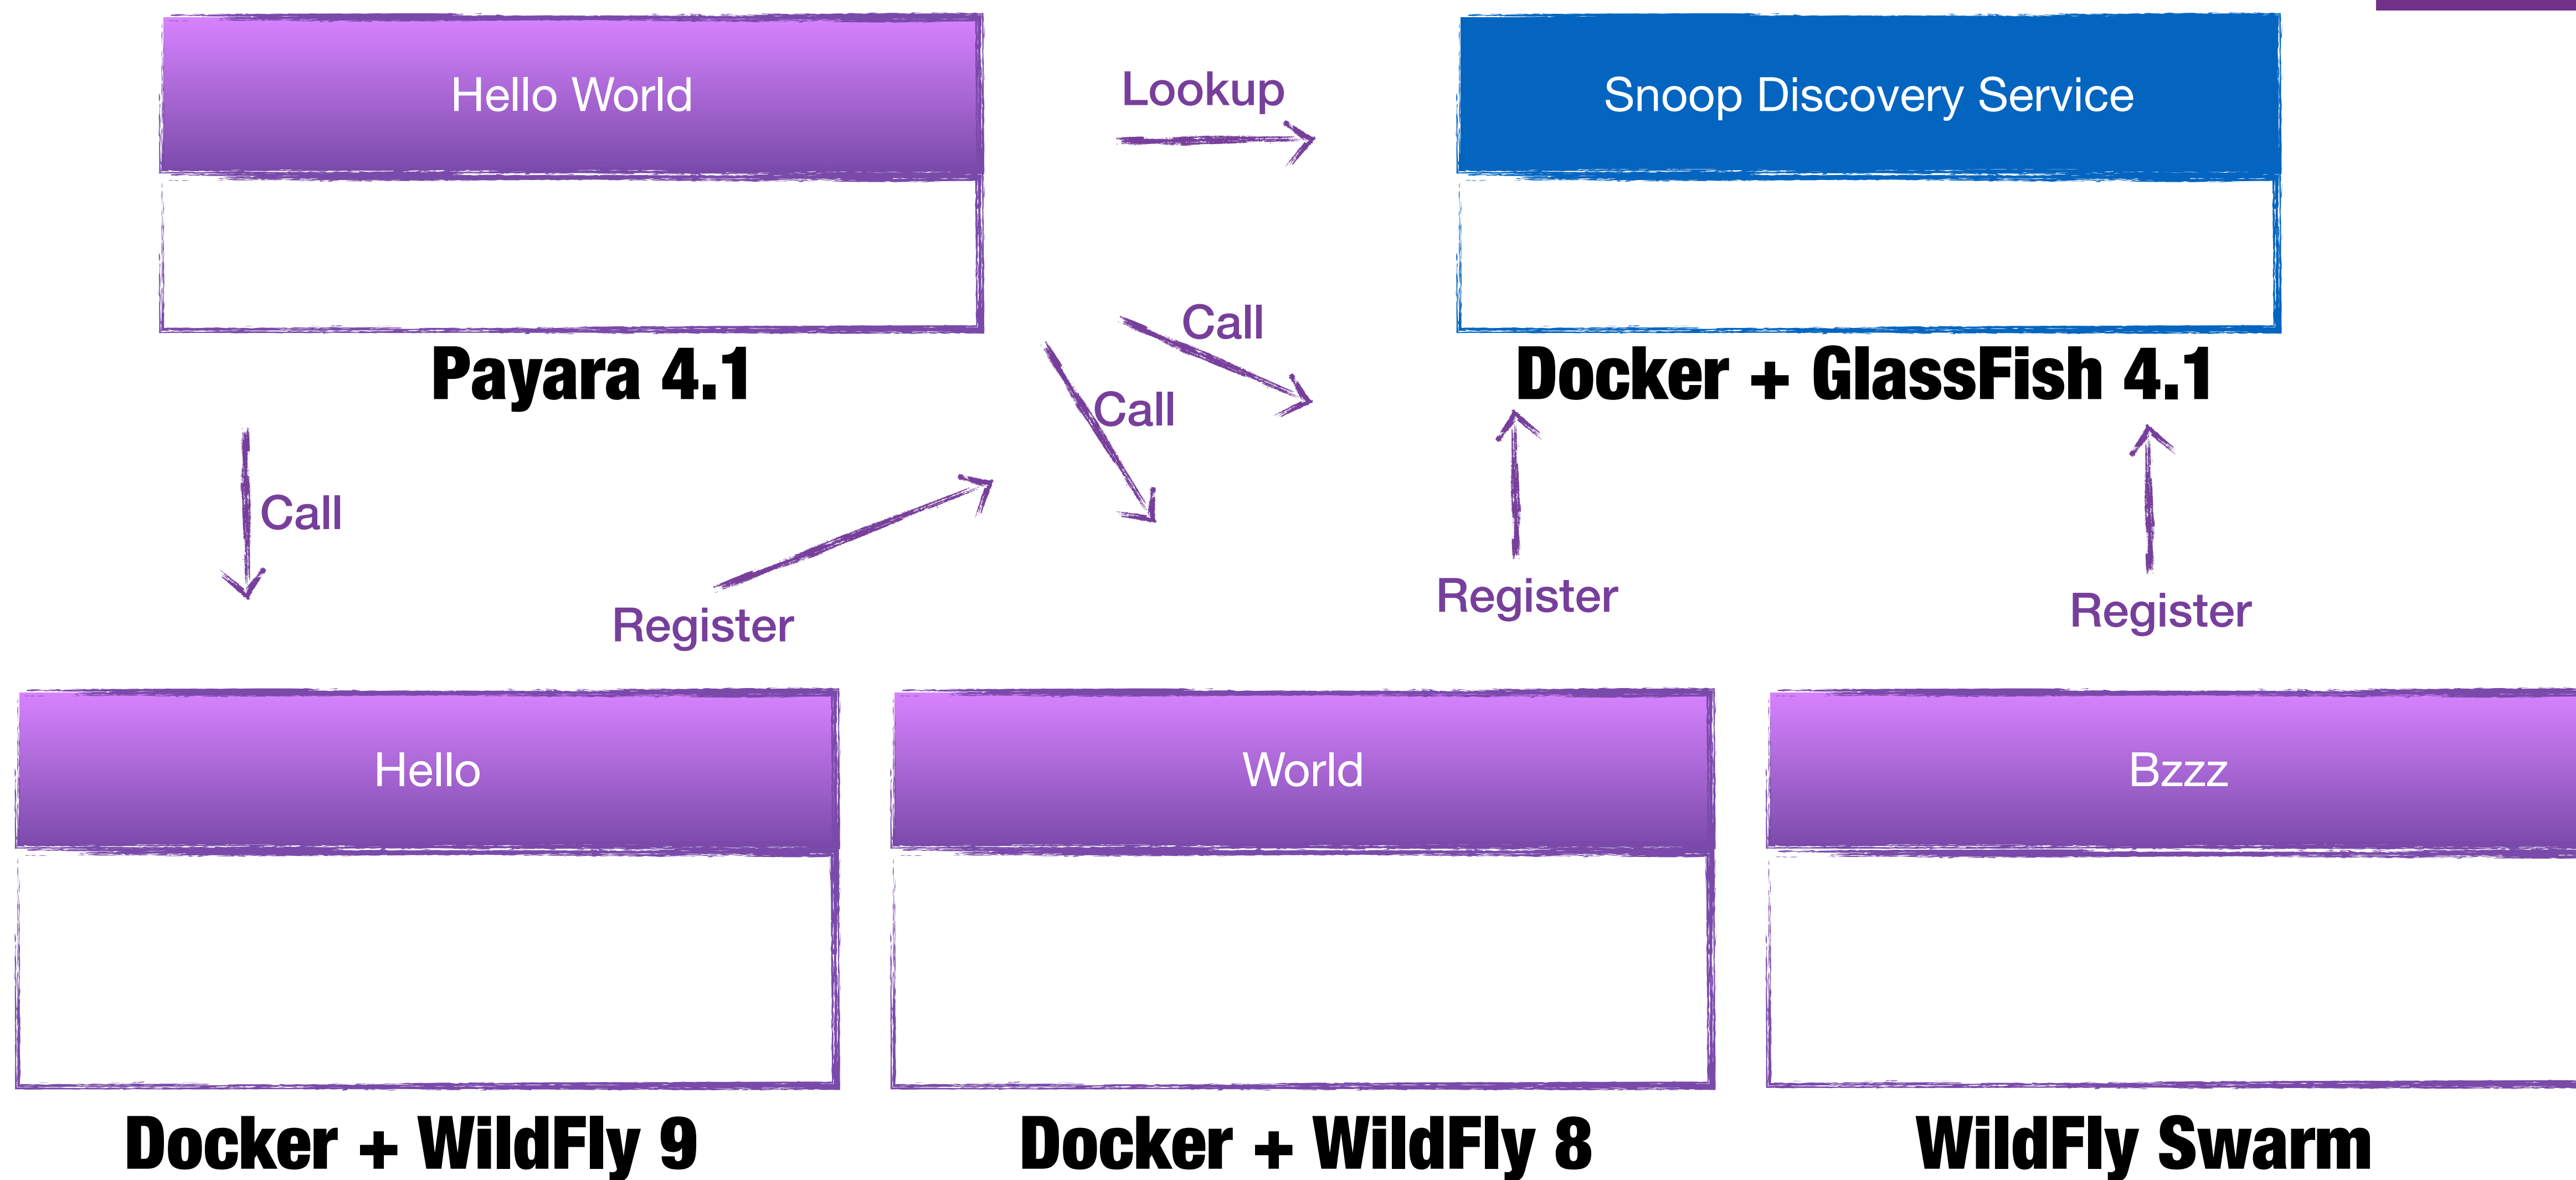 Hello World
Lookup
Snoop Discovery Service
Payara 4.1
Call
Call
Docker + GlassFish 4.1
Call
Register
Register
Register
Hello
World
Bzzz
Docker + WildFly 9
Docker + WildFly 8
WildFly Swarm